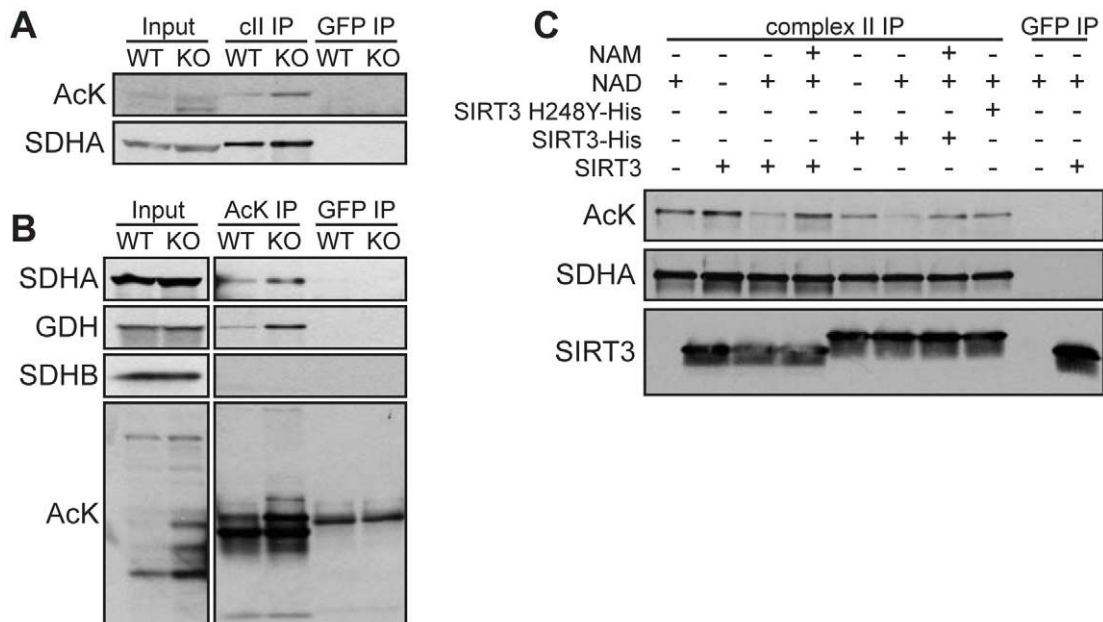 A
Input cII IP GFP IP
WT KO WT KO WT KO
AcK
SDHA
B
Input AcK IP GFP IP
WT KO WT KO WT KO
SDHA
GDH
SDHB
AcK
C
complex II IP GFP IP
NAM - - - + - - + - - -
NAD + - + + - + + + + +
SIRT3 H248Y-His - - - - - - - + - -
SIRT3-His - - - - + + + - - -
SIRT3 - + + + - - - - - +
AcK
SDHA
SIRT3